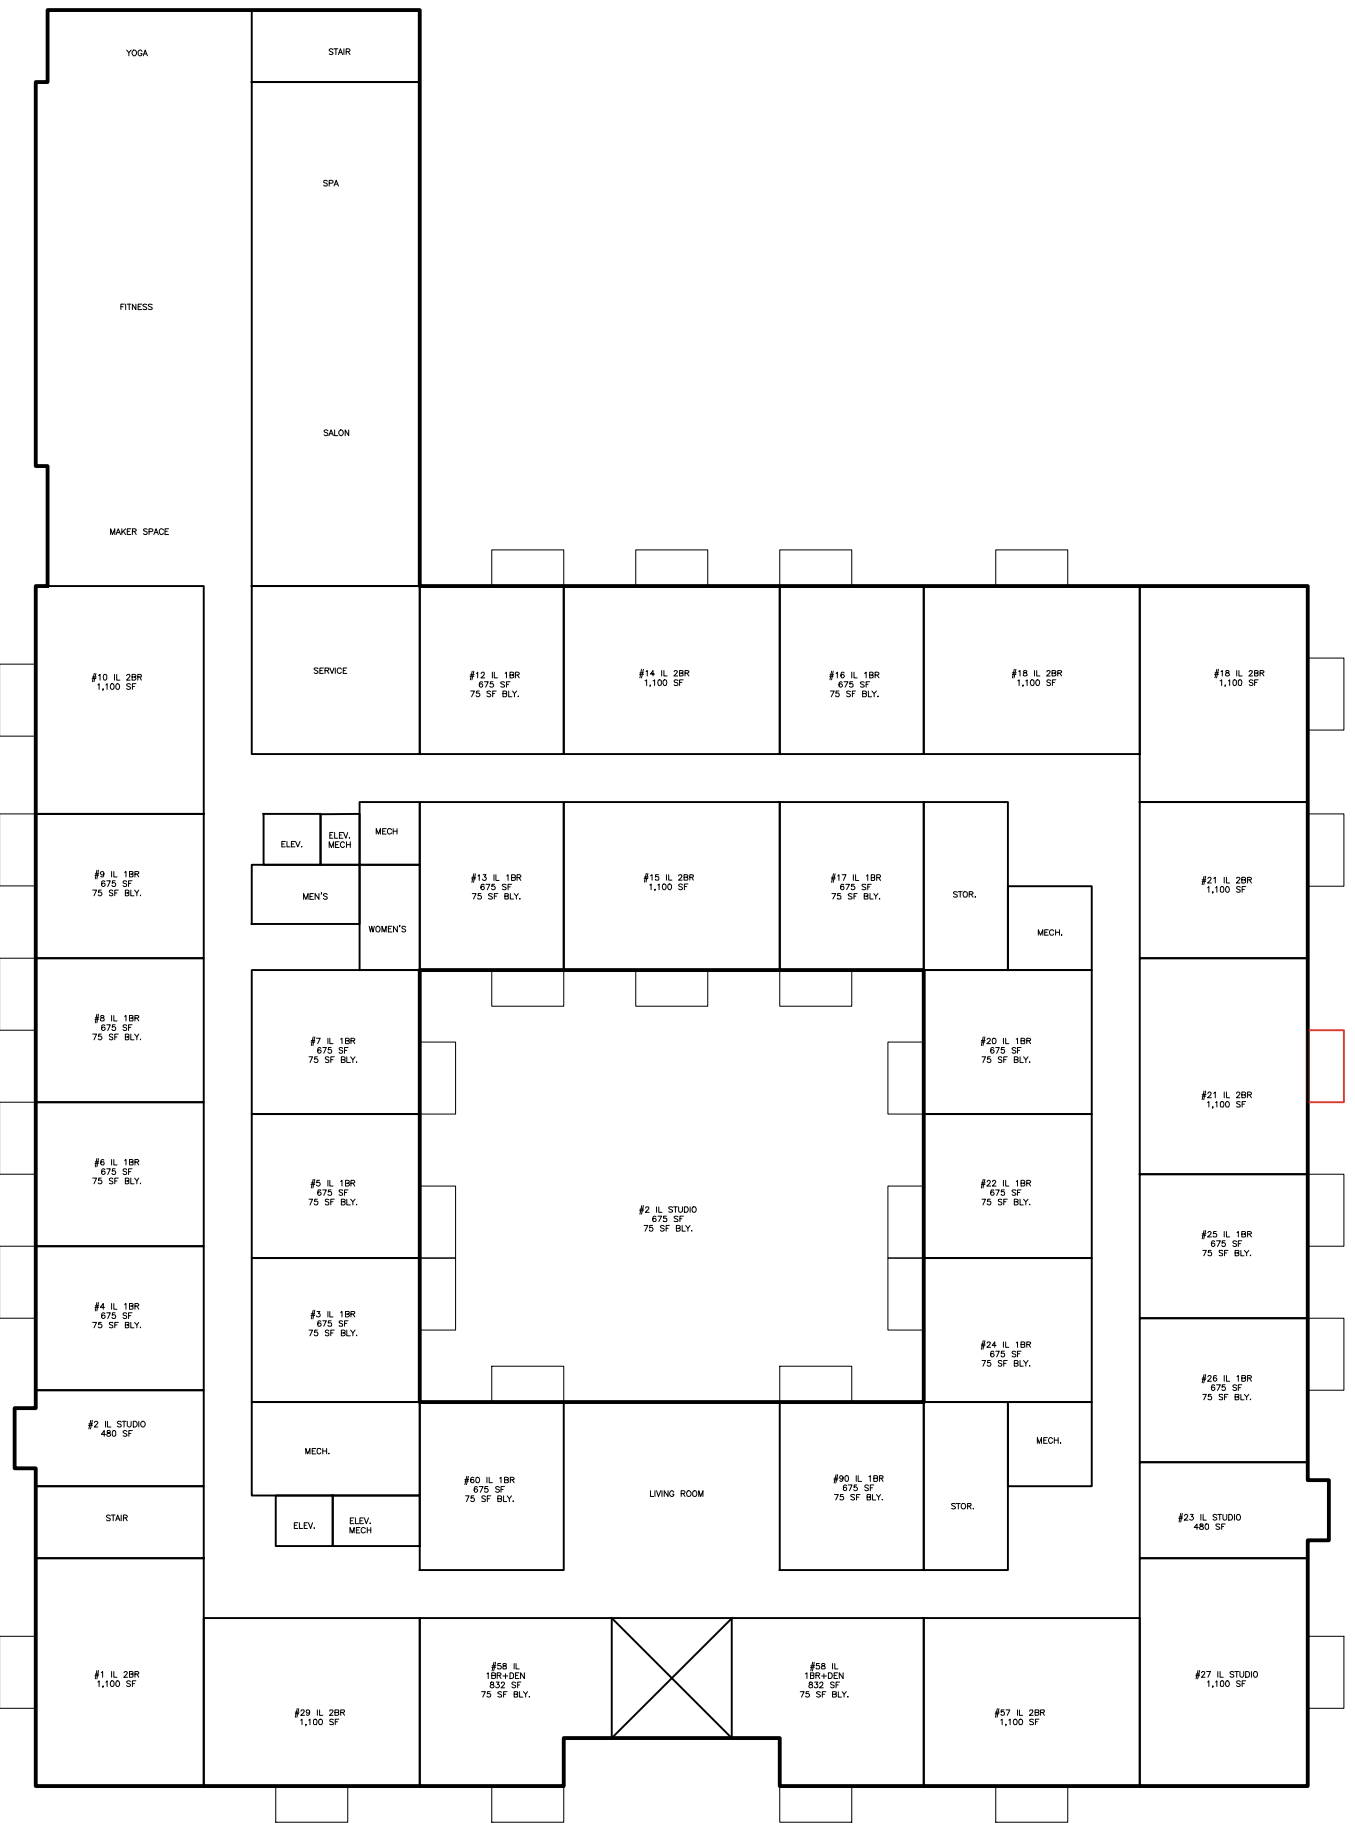 YOGA
STAIR
SPA
FITNESS
SALON
MAKER SPACE
#10 IL 2BR
1,100 SF
SERVICE
#12 IL 1BR
675 SF
75 SF BLY.
#14 IL 2BR
1,100 SF
#16 IL 1BR
675 SF
75 SF BLY.
#18 IL 2BR
1,100 SF
#18 IL 2BR
1,100 SF
ELEV.
ELEV.
MECH
MECH
#9 IL 1BR
675 SF
75 SF BLY.
MEN'S
WOMEN'S
#13 IL 1BR
675 SF
75 SF BLY.
#15 IL 2BR
1,100 SF
#17 IL 1BR
675 SF
75 SF BLY.
STOR.
MECH.
#21 IL 2BR
1,100 SF
#8 IL 1BR
675 SF
75 SF BLY.
#7 IL 1BR
675 SF
75 SF BLY.
#20 IL 1BR
675 SF
75 SF BLY.
#21 IL 2BR
1,100 SF
#6 IL 1BR
675 SF
75 SF BLY.
#5 IL 1BR
675 SF
75 SF BLY.
#2 IL STUDIO
675 SF
75 SF BLY.
#22 IL 1BR
675 SF
75 SF BLY.
#25 IL 1BR
675 SF
75 SF BLY.
#4 IL 1BR
675 SF
75 SF BLY.
#3 IL 1BR
675 SF
75 SF BLY.
#24 IL 1BR
675 SF
75 SF BLY.
#26 IL 1BR
675 SF
75 SF BLY.
#2 IL STUDIO
480 SF
MECH.
#60 IL 1BR
675 SF
75 SF BLY.
LIVING ROOM
#90 IL 1BR
675 SF
75 SF BLY.
STOR.
MECH.
STAIR
ELEV.
ELEV.
MECH
#23 IL STUDIO
480 SF
#1 IL 2BR
1,100 SF
#29 IL 2BR
1,100 SF
#58 IL
1BR+DEN
832 SF
75 SF BLY.
#58 IL
1BR+DEN
832 SF
75 SF BLY.
#57 IL 2BR
1,100 SF
#27 IL STUDIO
1,100 SF